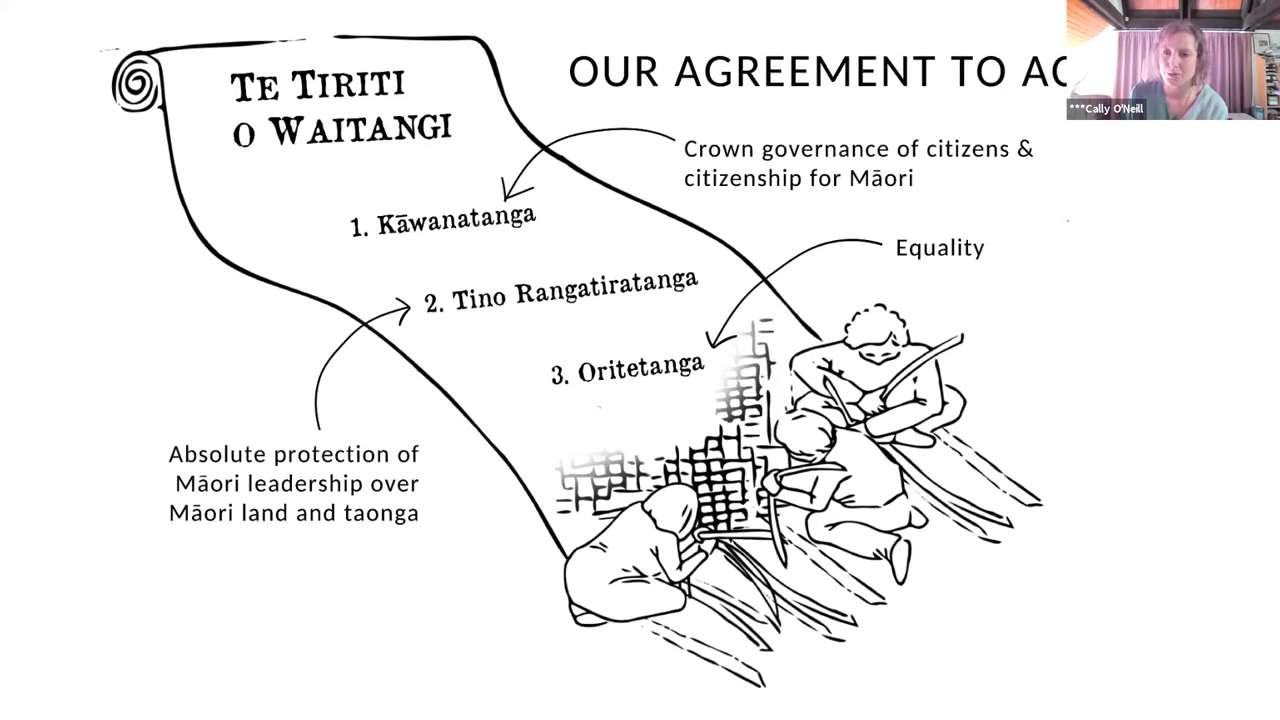 TE TIRITI
O WAITANGI
OUR AGREEMENT TO
***Cally O'Neill
Crown governance of citizens &
citizenship for Māori
1. Kāwanatanga
Equality
2. Tino Rangatiratanga
3. Oritetanga
Absolute protection of
Māori leadership over
Māori land and taonga